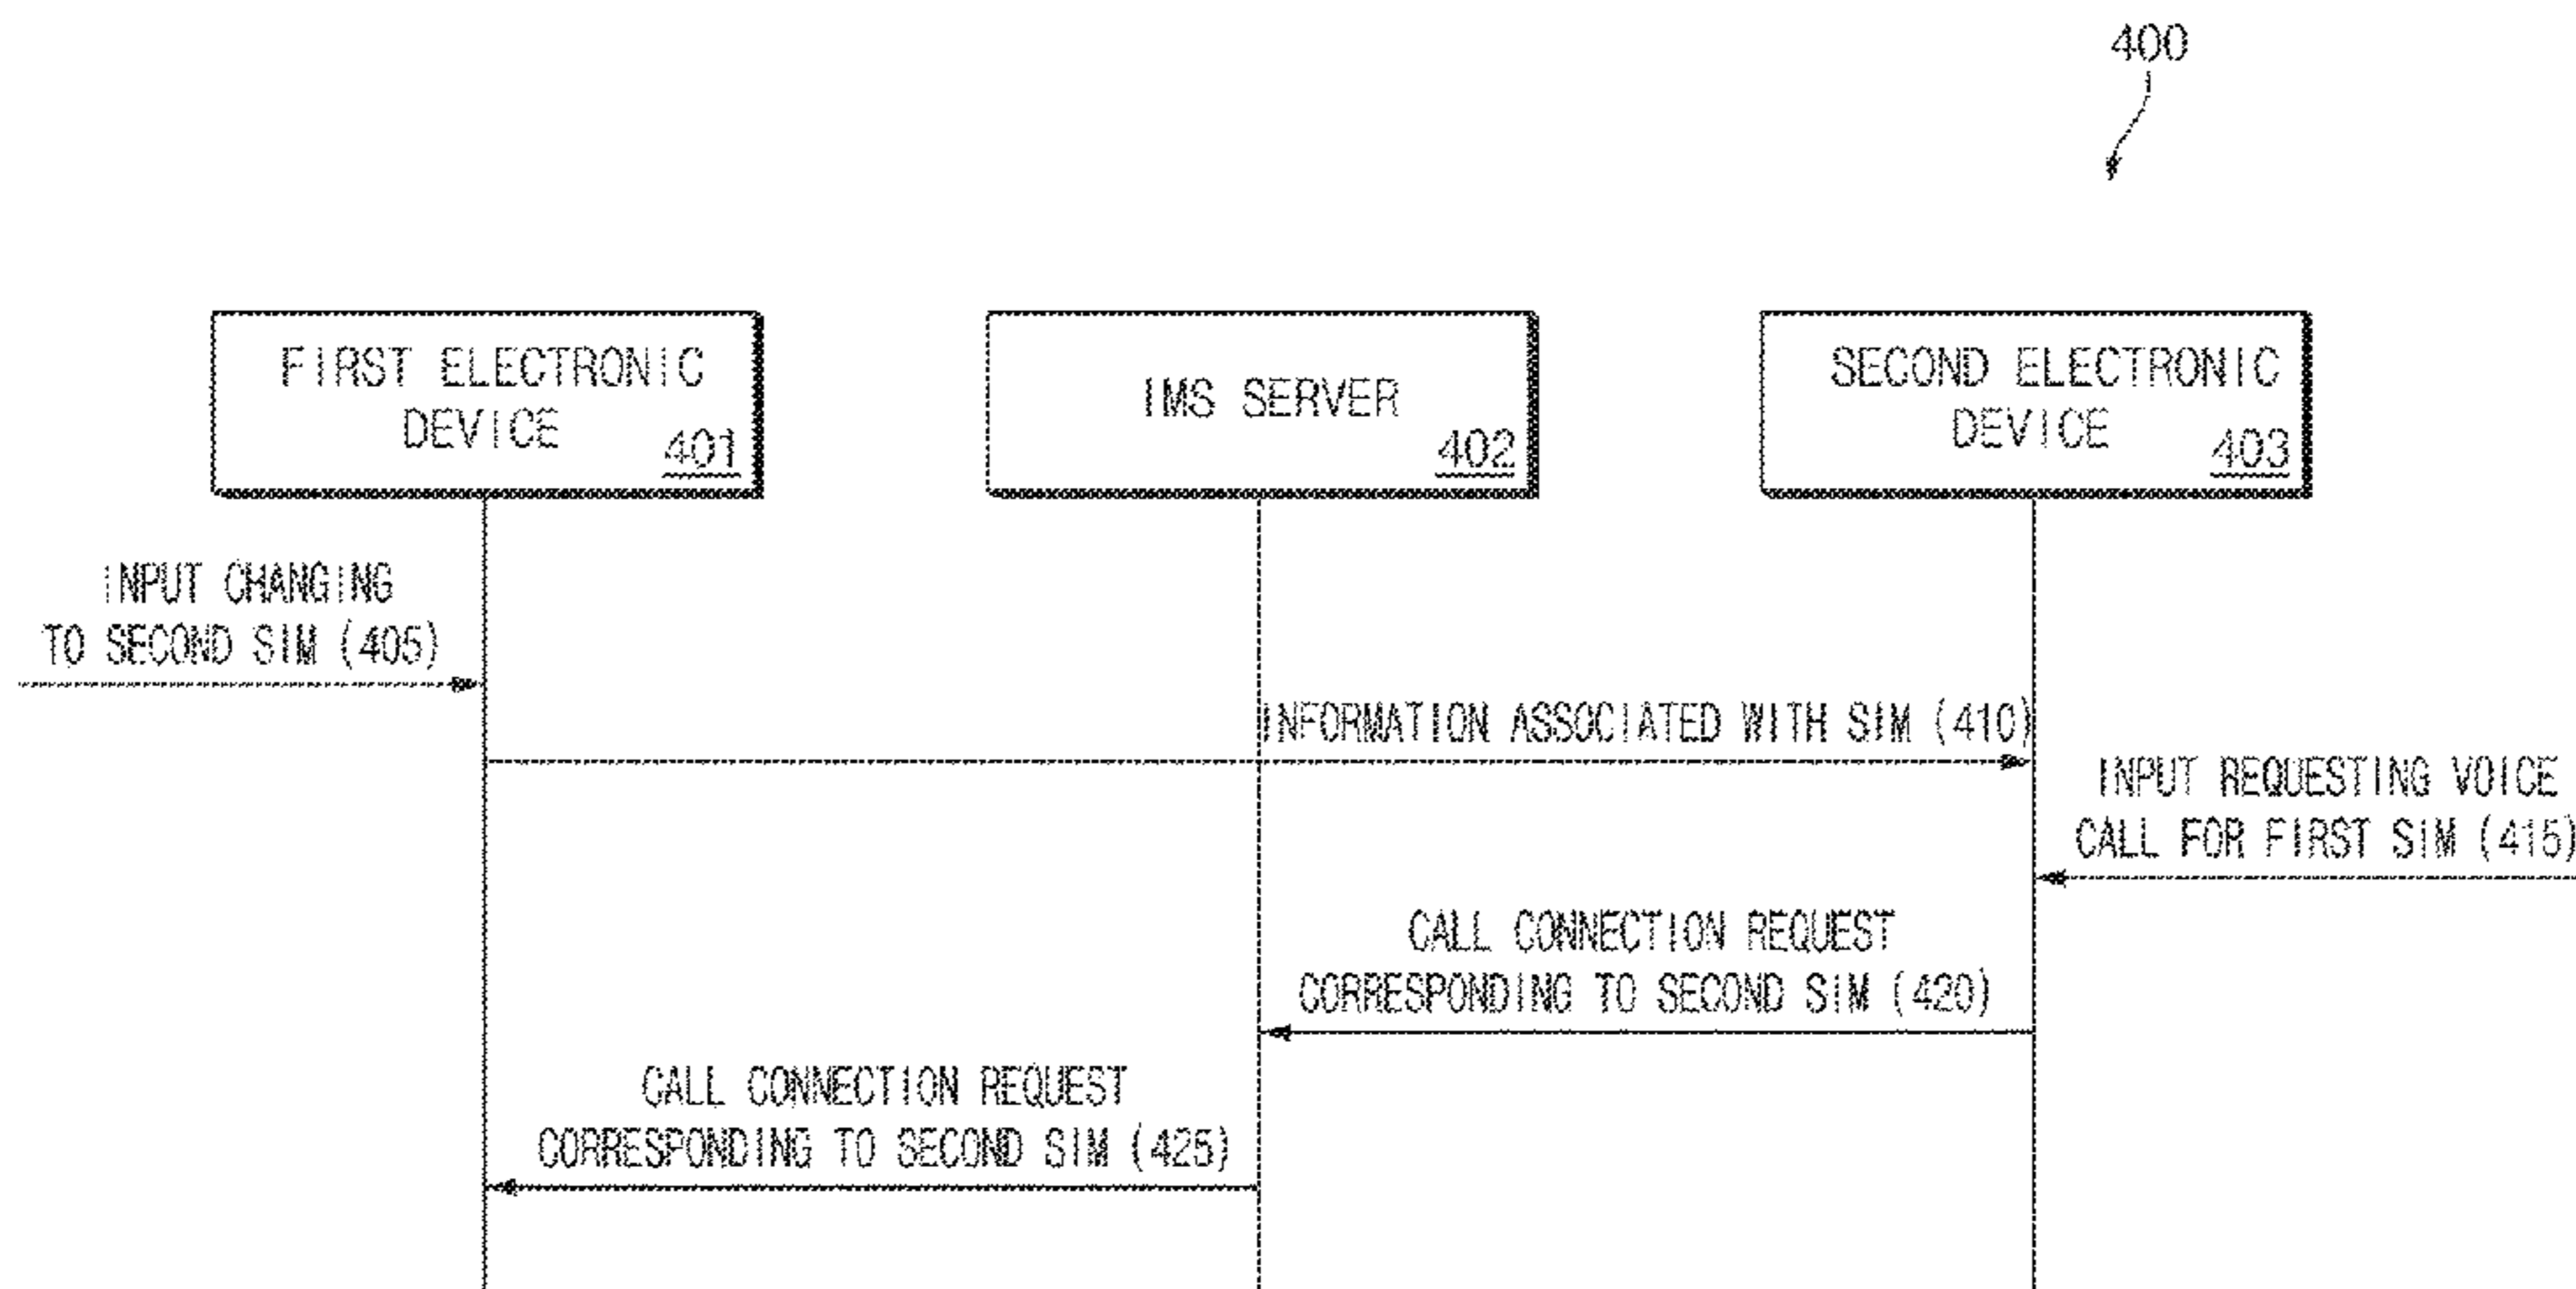 400
FIRST ELECTRONIC
DEVICE
401
IMS SERVER
402
SECOND ELECTRONIC
DEVICE
403
INPUT CHANGING
TO SECOND SIM (405)
INFORMATION ASSOCIATED WITH SIM (410)
INPUT REQUESTING VOICE
CALL FOR FIRST SIM (415)
CALL CONNECTION REQUEST
CORRESPONDING TO SECOND SIM (420)
CALL CONNECTION REQUEST
CORRESPONDING TO SECOND SIM (425)